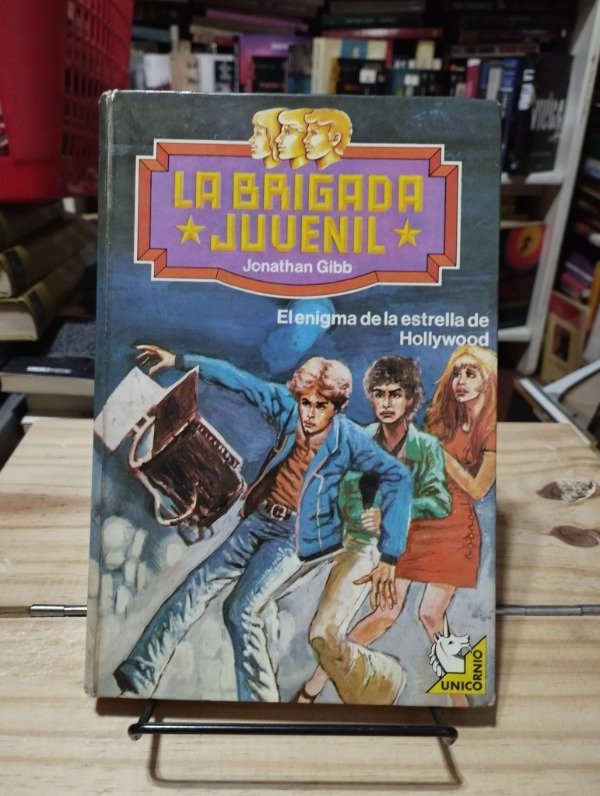 LA BRIGADA
JUVENIL
Jonathan Gibb
El enigma de la estrella de
Hollywood
UNICORNIO